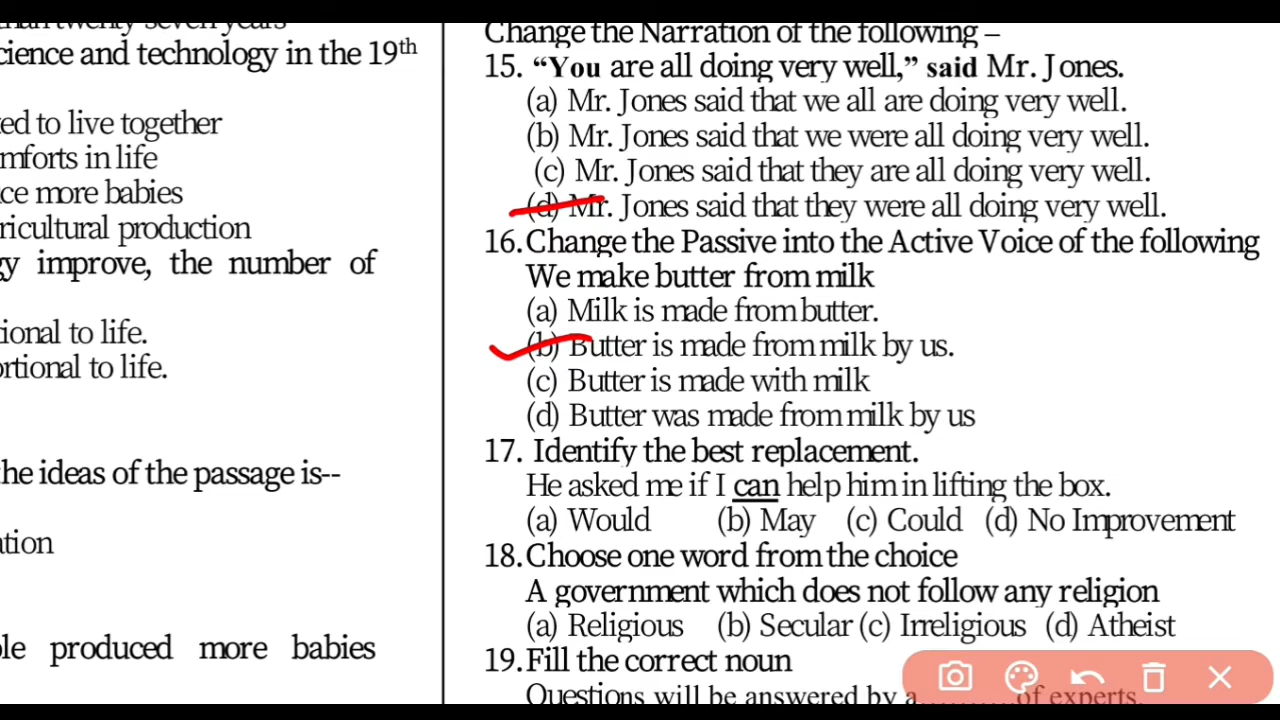 than twenty seven years
cience and technology in the 19th
ed to live together
mforts in life
ce more babies
ricultural production
gy improve, the number of
ional to life.
ortional to life.
he ideas of the passage is--
ation
le produced more babies
Change the Narration of the following –
15. “You are all doing very well,” said Mr. Jones.
(a) Mr. Jones said that we all are doing very well.
(b) Mr. Jones said that we were all doing very well.
(c) Mr. Jones said that they are all doing very well.
(d) Mr. Jones said that they were all doing very well.
16. Change the Passive into the Active Voice of the following
We make butter from milk
(a) Milk is made from butter.
(b) Butter is made from milk by us.
(c) Butter is made with milk
(d) Butter was made from milk by us
17. Identify the best replacement.
He asked me if I can help him in lifting the box.
(a) Would (b) May (c) Could (d) No Improvement
18. Choose one word from the choice
A government which does not follow any religion
(a) Religious (b) Secular (c) Irreligious (d) Atheist
19. Fill the correct noun
Questions will be answered by a..........of experts.